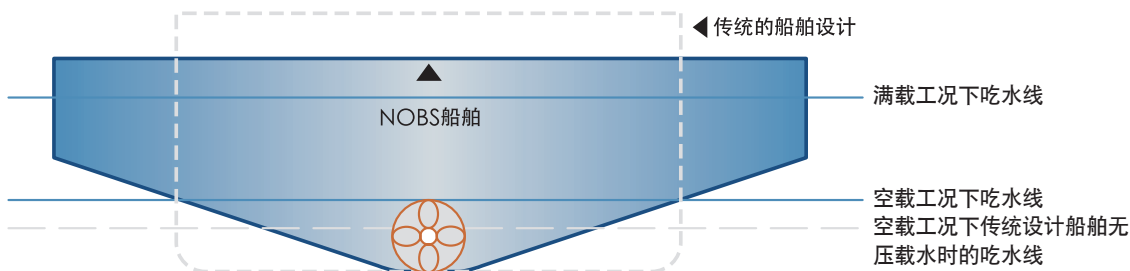 传统的船舶设计
满载工况下吃水线
NOBS船舶
空载工况下吃水线
空载工况下传统设计船舶无
压载水时的吃水线